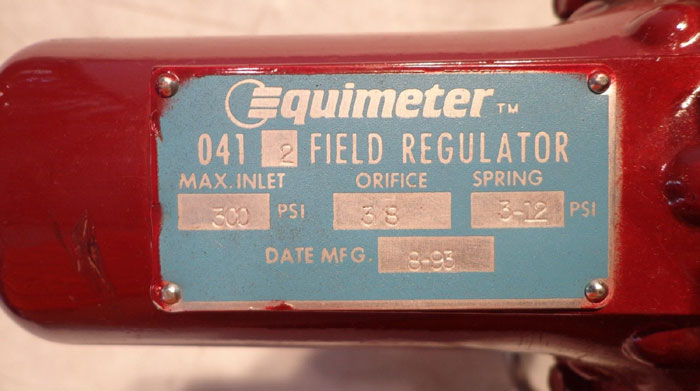 Equimeter™
041 2 FIELD REGULATOR
MAX. INLET ORIFICE SPRING
300 PSI 3 8 3-12 PSI
DATE MFG. 8-93